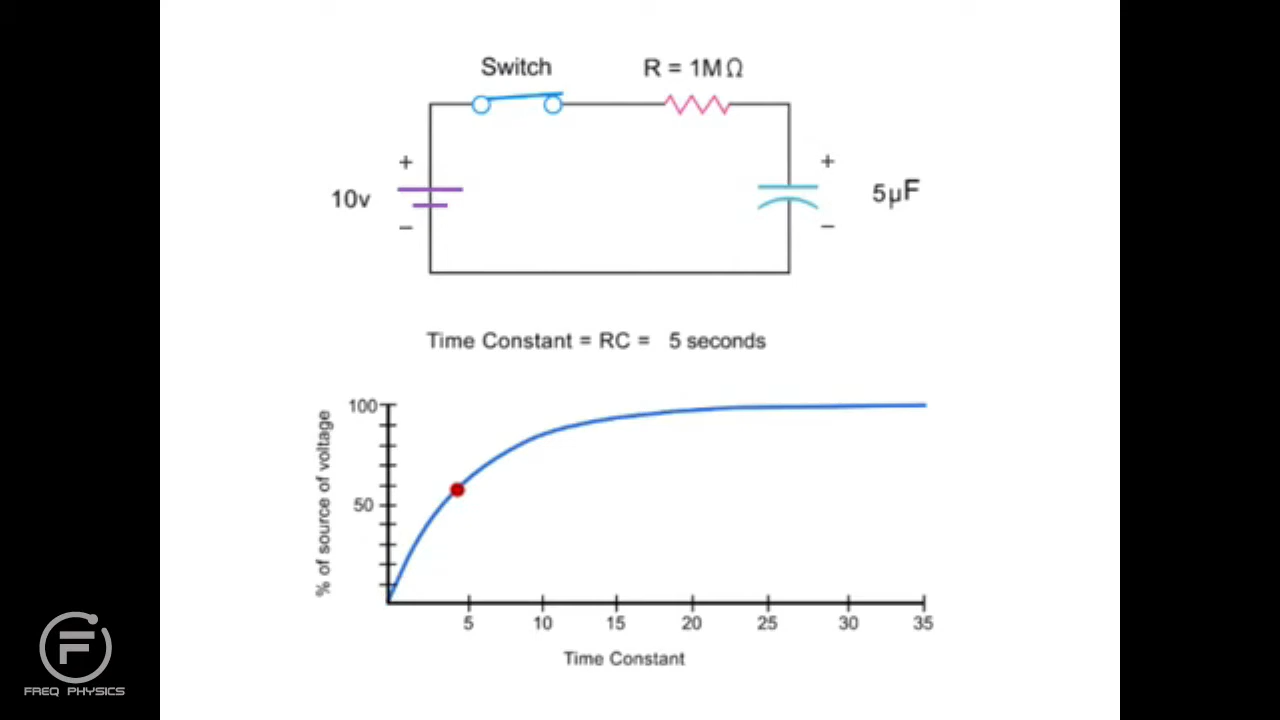 Switch
R = 1MΩ
+
+
10v
5μF
−
−
Time Constant = RC = 5 seconds
100
50
% of source of voltage
5 10 15 20 25 30 35
Time Constant
F
FREQ PHYSICS